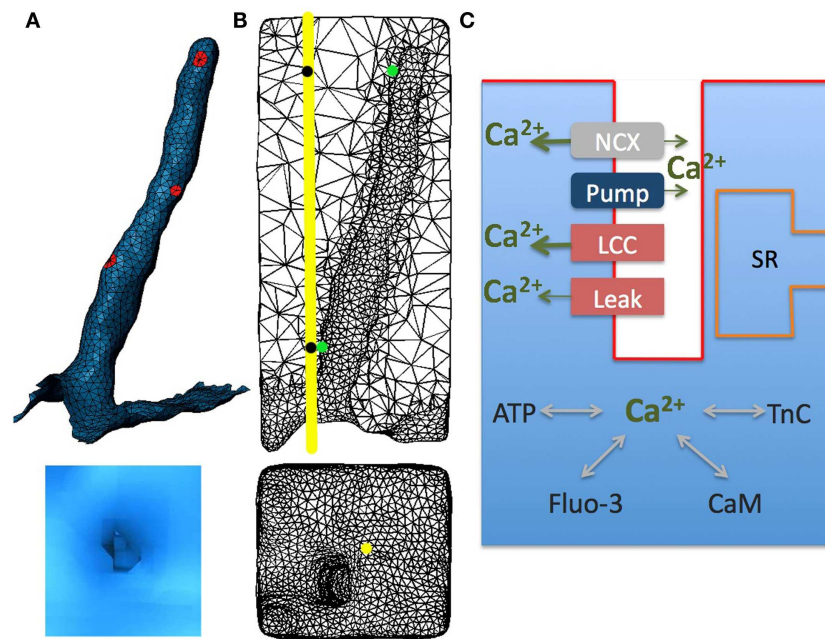 A
B
C
Ca2+
NCX
Ca2+
Pump
Ca2+
LCC
SR
Ca2+
Leak
ATP
Ca2+
TnC
Fluo-3
CaM